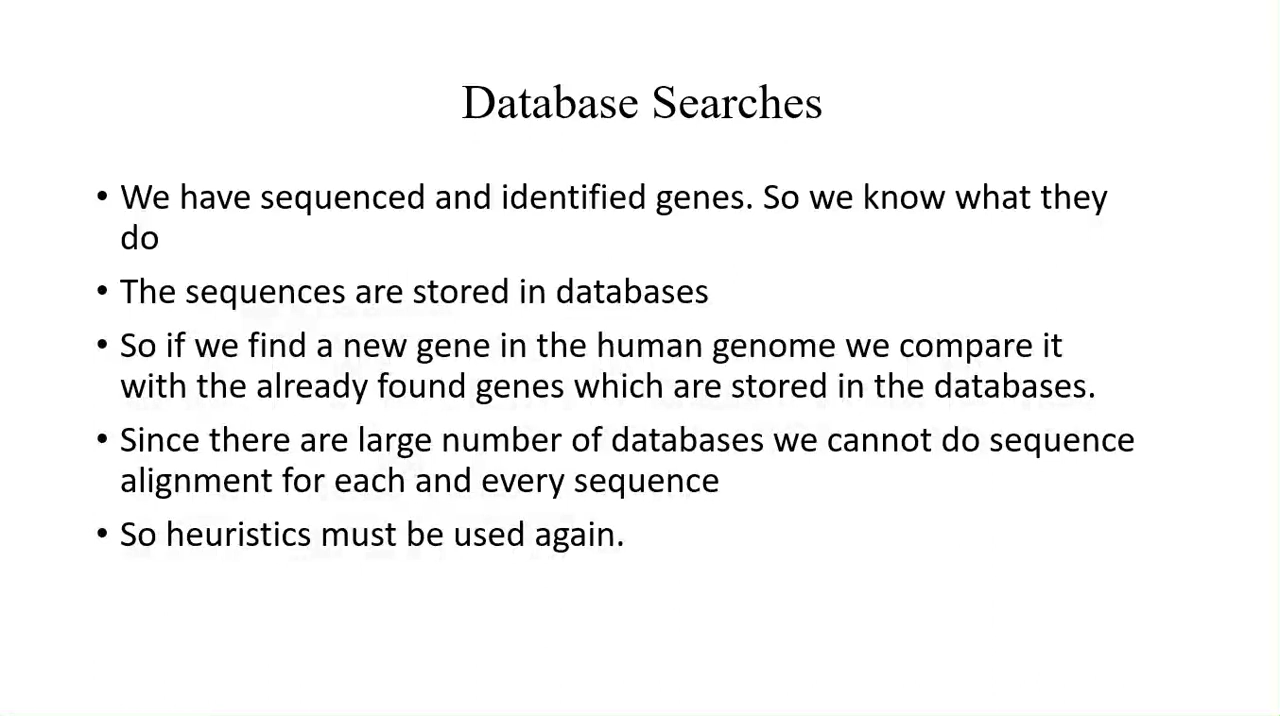 Database Searches
• We have sequenced and identified genes. So we know what they
do
• The sequences are stored in databases
• So if we find a new gene in the human genome we compare it
with the already found genes which are stored in the databases.
• Since there are large number of databases we cannot do sequence
alignment for each and every sequence
• So heuristics must be used again.